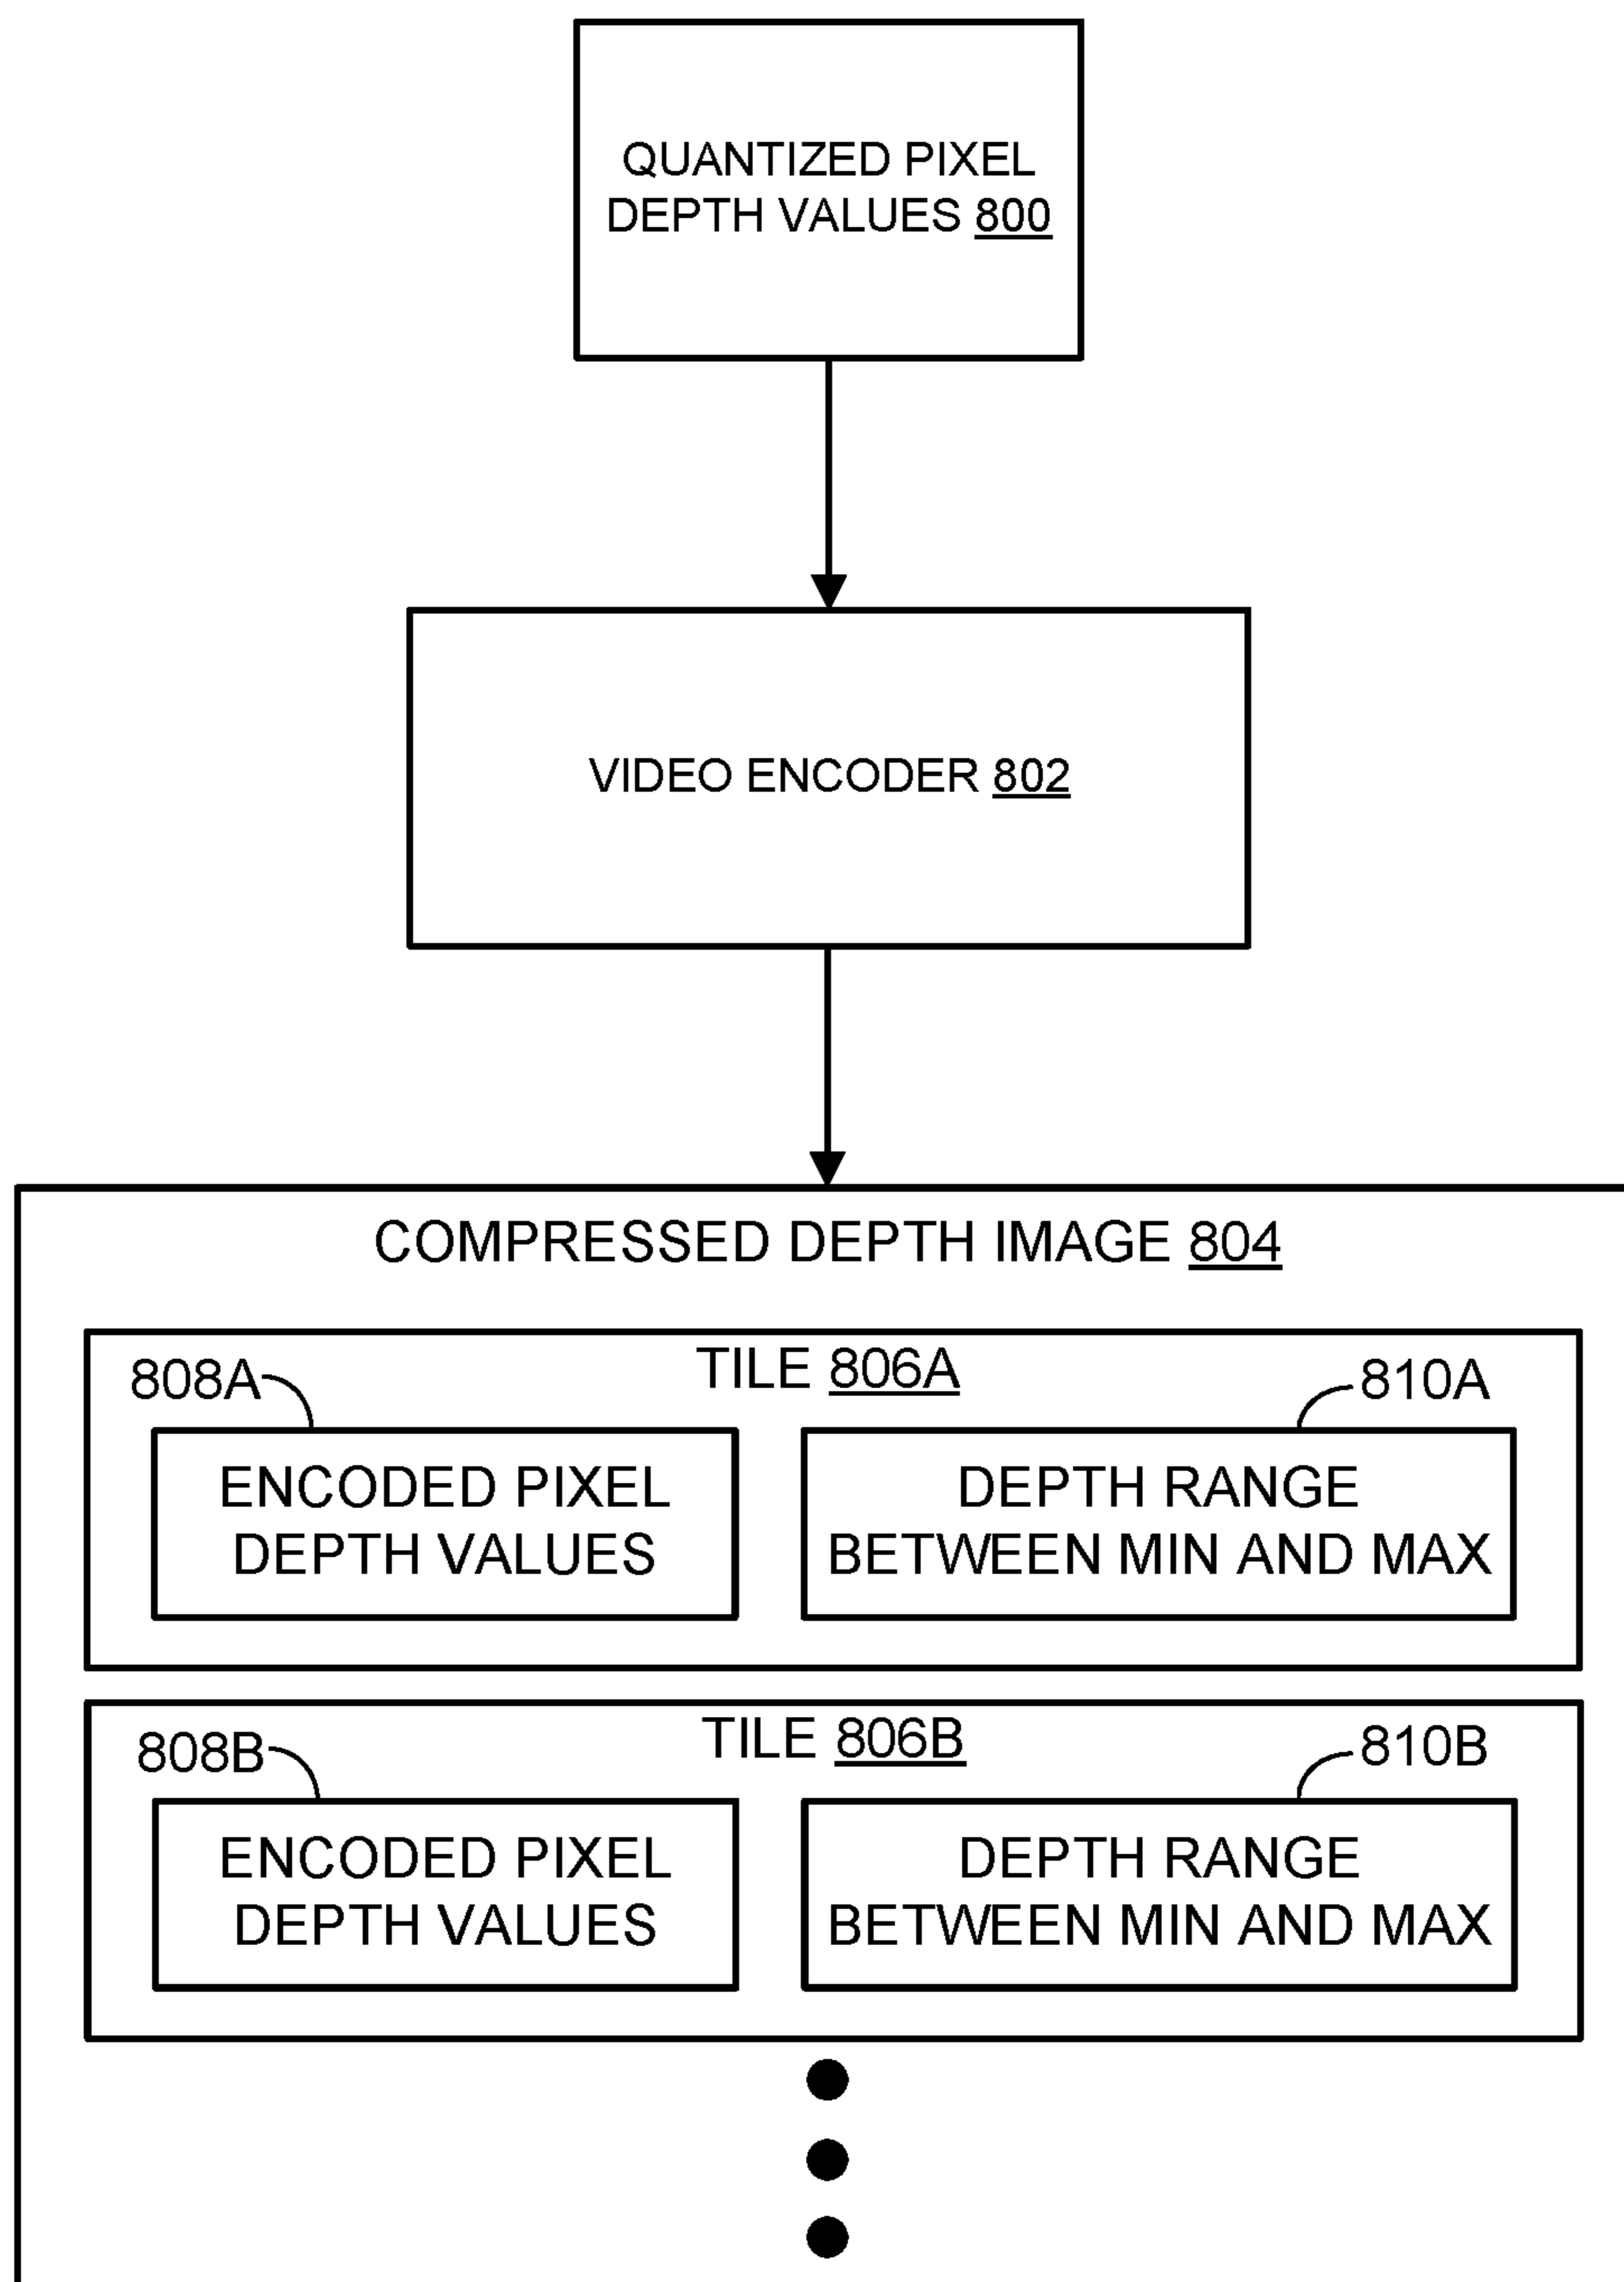 QUANTIZED PIXEL
DEPTH VALUES 800
VIDEO ENCODER 802
COMPRESSED DEPTH IMAGE 804
TILE 806A
808A
810A
ENCODED PIXEL
DEPTH VALUES
DEPTH RANGE
BETWEEN MIN AND MAX
TILE 806B
808B
810B
ENCODED PIXEL
DEPTH VALUES
DEPTH RANGE
BETWEEN MIN AND MAX